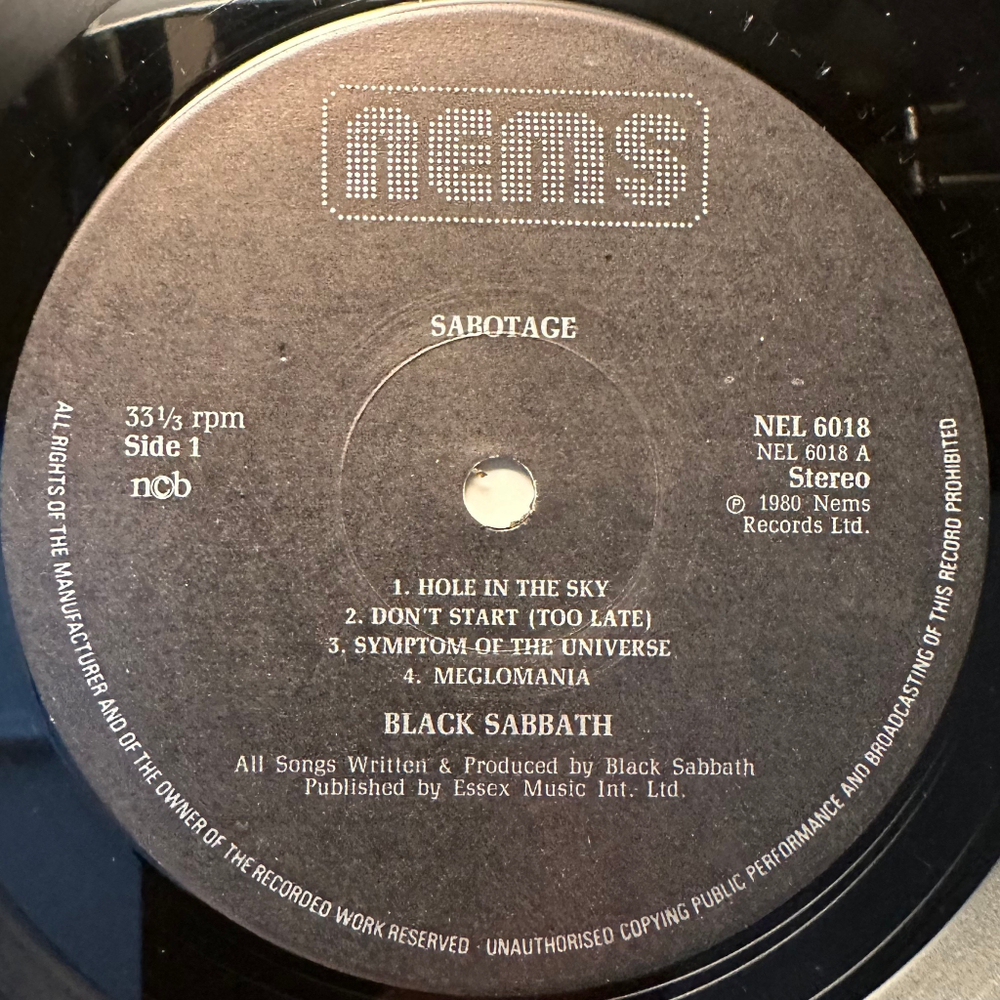 nems
SABOTAGE
33 1/3 rpm
Side 1
ncb
NEL 6018
NEL 6018 A
Stereo
℗ 1980 Nems
Records Ltd.
1. HOLE IN THE SKY
2. DON'T START (TOO LATE)
3. SYMPTOM OF THE UNIVERSE
4. MEGLOMANIA
BLACK SABBATH
All Songs Written & Produced by Black Sabbath
Published by Essex Music Int. Ltd.
ALL RIGHTS OF THE MANUFACTURER AND OF THE OWNER OF THE RECORDED WORK RESERVED · UNAUTHORISED COPYING PUBLIC PERFORMANCE AND BROADCASTING OF THIS RECORD PROHIBITED